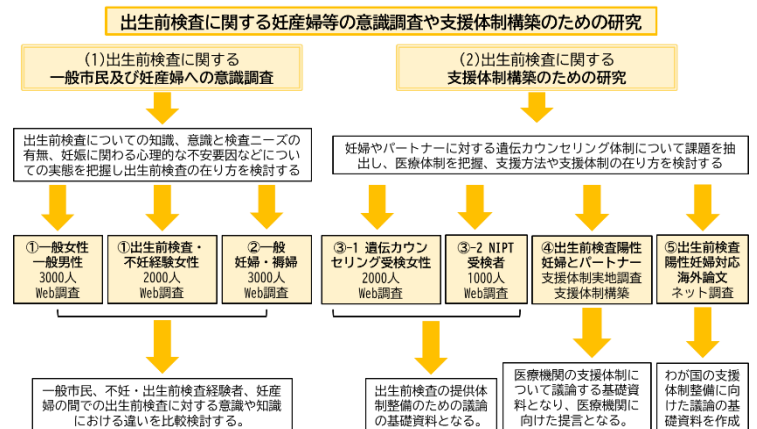 出生前検査に関する妊産婦等の意識調査や支援体制構築のための研究
(1)出生前検査に関する
一般市民及び妊産婦への意識調査
(2)出生前検査に関する
支援体制構築のための研究
出生前検査についての知識、意識と検査ニーズの
有無、妊娠に関わる心理的な不安要因などについ
ての実態を把握し出生前検査の在り方を検討する
妊婦やパートナーに対する遺伝カウンセリング体制について課題を抽
出し、医療体制を把握、支援方法や支援体制の在り方を検討する
①一般女性
一般男性
3000人
Web調査
①出生前検査・
不妊経験女性
2000人
Web調査
②一般
妊婦・褥婦
3000人
Web調査
③-1 遺伝カウン
セリング受検女性
2000人
Web調査
③-2 NIPT
受検者
1000人
Web調査
④出生前検査陽性
妊婦とパートナー
支援体制実地調査
支援体制構築
⑤出生前検査
陽性妊婦対応
海外論文
ネット調査
一般市民、不妊・出生前検査経験者、妊産
婦の間での出生前検査に対する意識や知識
における違いを比較検討する。
出生前検査の提供体
制整備のための議論
の基礎資料となる。
医療機関の支援体制に
ついて議論する基礎資
料となり、医療機関に
向けた提言となる。
わが国の支援
体制整備に向
けた議論の基
礎資料を作成